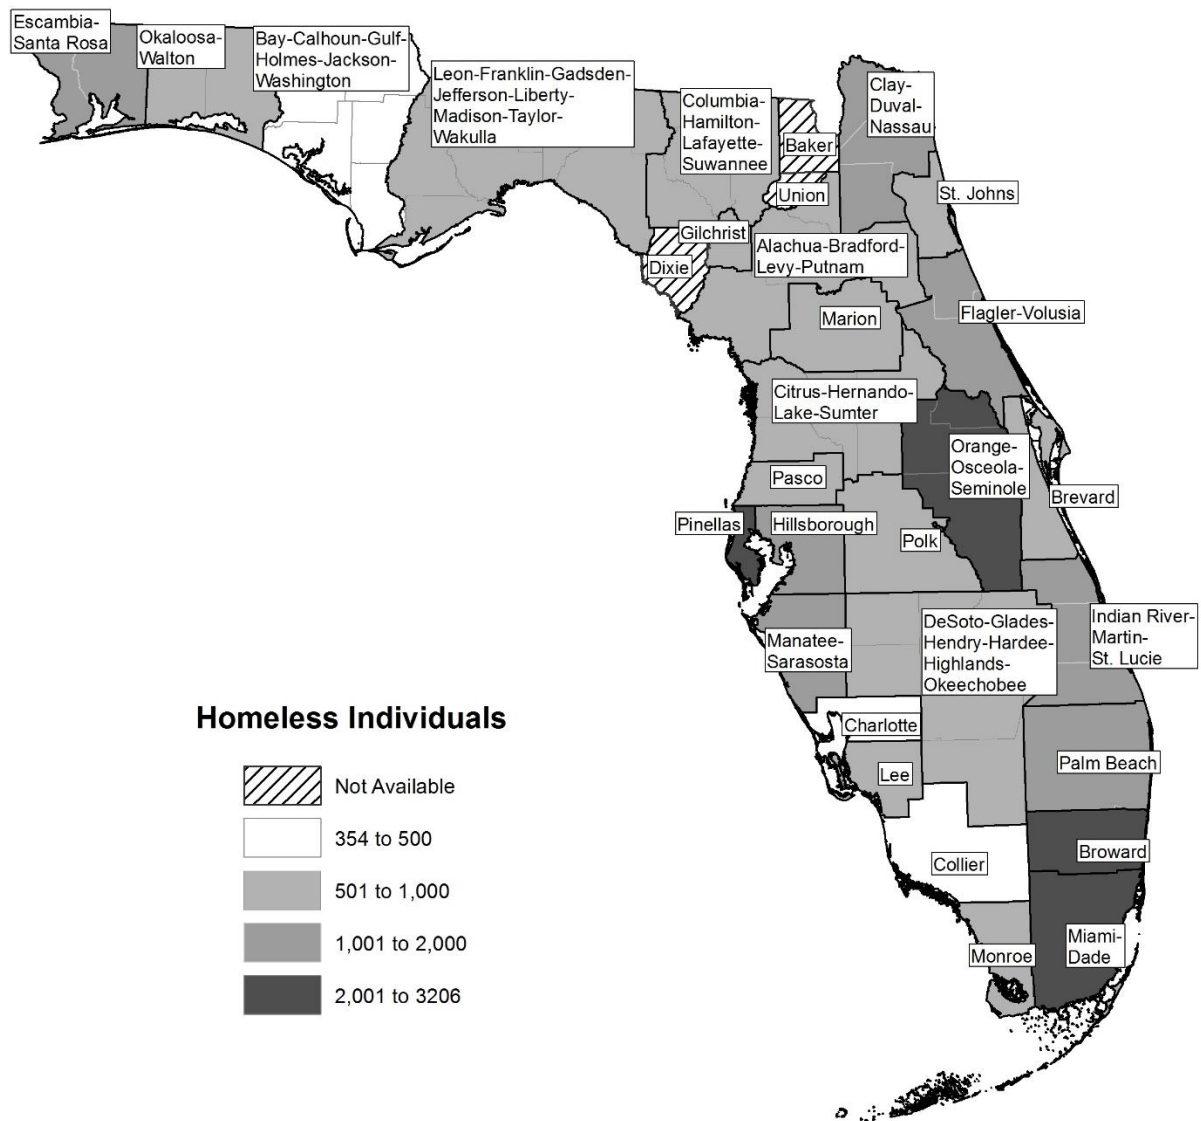 Escambia-
Santa Rosa
Okaloosa-
Walton
Bay-Calhoun-Gulf-
Holmes-Jackson-
Washington
Leon-Franklin-Gadsden-
Jefferson-Liberty-
Madison-Taylor-
Wakulla
Columbia-
Hamilton-
Lafayette-
Suwannee
Baker
Clay-
Duval-
Nassau
Union
St. Johns
Gilchrist
Dixie
Alachua-Bradford-
Levy-Putnam
Marion
Flagler-Volusia
Citrus-Hernando-
Lake-Sumter
Orange-
Osceola-
Seminole
Pasco
Brevard
Pinellas
Hillsborough
Polk
Manatee-
Sarasosta
DeSoto-Glades-
Hendry-Hardee-
Highlands-
Okeechobee
Indian River-
Martin-
St. Lucie
Charlotte
Lee
Palm Beach
Collier
Broward
Monroe
Miami-
Dade
Homeless Individuals
Not Available
354 to 500
501 to 1,000
1,001 to 2,000
2,001 to 3206